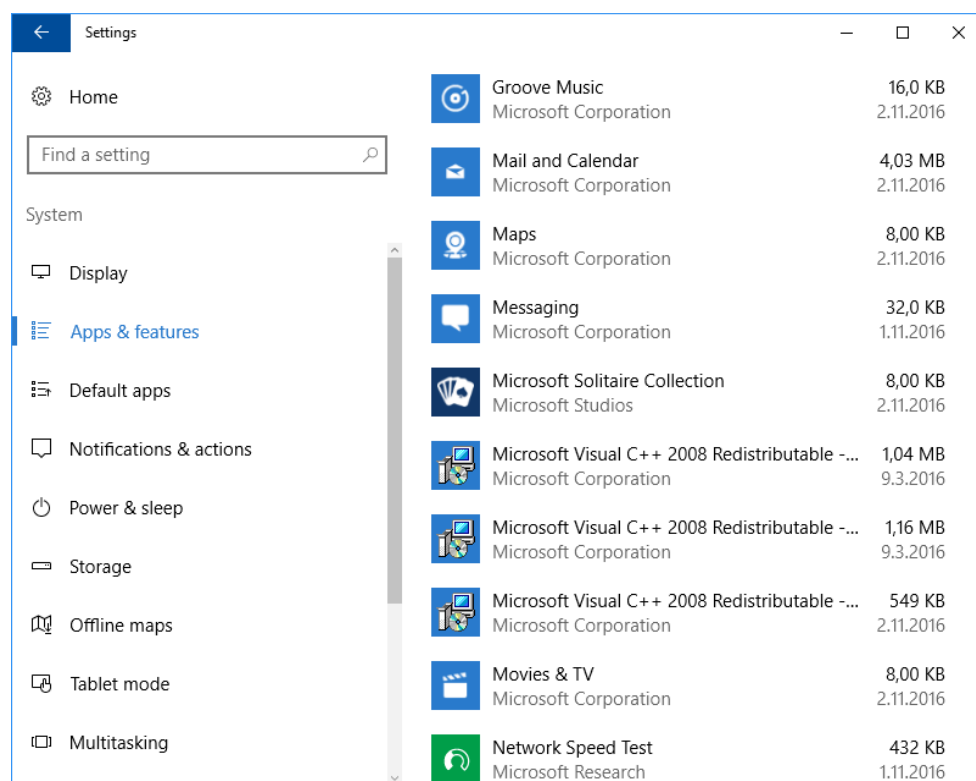 Settings
Home
Find a setting
System
Display
Apps & features
Default apps
Notifications & actions
Power & sleep
Storage
Offline maps
Tablet mode
Multitasking
Groove Music 16,0 KB
Microsoft Corporation 2.11.2016
Mail and Calendar 4,03 MB
Microsoft Corporation 2.11.2016
Maps 8,00 KB
Microsoft Corporation 2.11.2016
Messaging 32,0 KB
Microsoft Corporation 1.11.2016
Microsoft Solitaire Collection 8,00 KB
Microsoft Studios 2.11.2016
Microsoft Visual C++ 2008 Redistributable -... 1,04 MB
Microsoft Corporation 9.3.2016
Microsoft Visual C++ 2008 Redistributable -... 1,16 MB
Microsoft Corporation 9.3.2016
Microsoft Visual C++ 2008 Redistributable -... 549 KB
Microsoft Corporation 2.11.2016
Movies & TV 8,00 KB
Microsoft Corporation 2.11.2016
Network Speed Test 432 KB
Microsoft Research 1.11.2016